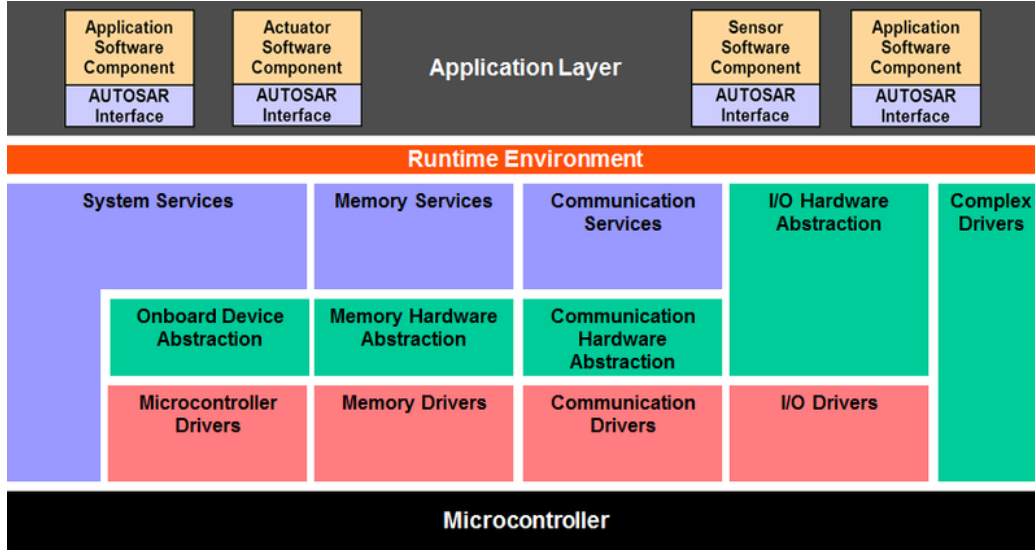 Application
Software
Component
AUTOSAR
Interface
Actuator
Software
Component
AUTOSAR
Interface
Application Layer
Sensor
Software
Component
AUTOSAR
Interface
Application
Software
Component
AUTOSAR
Interface
Runtime Environment
System Services
Memory Services
Communication
Services
I/O Hardware
Abstraction
Complex
Drivers
Onboard Device
Abstraction
Memory Hardware
Abstraction
Communication
Hardware
Abstraction
Microcontroller
Drivers
Memory Drivers
Communication
Drivers
I/O Drivers
Microcontroller